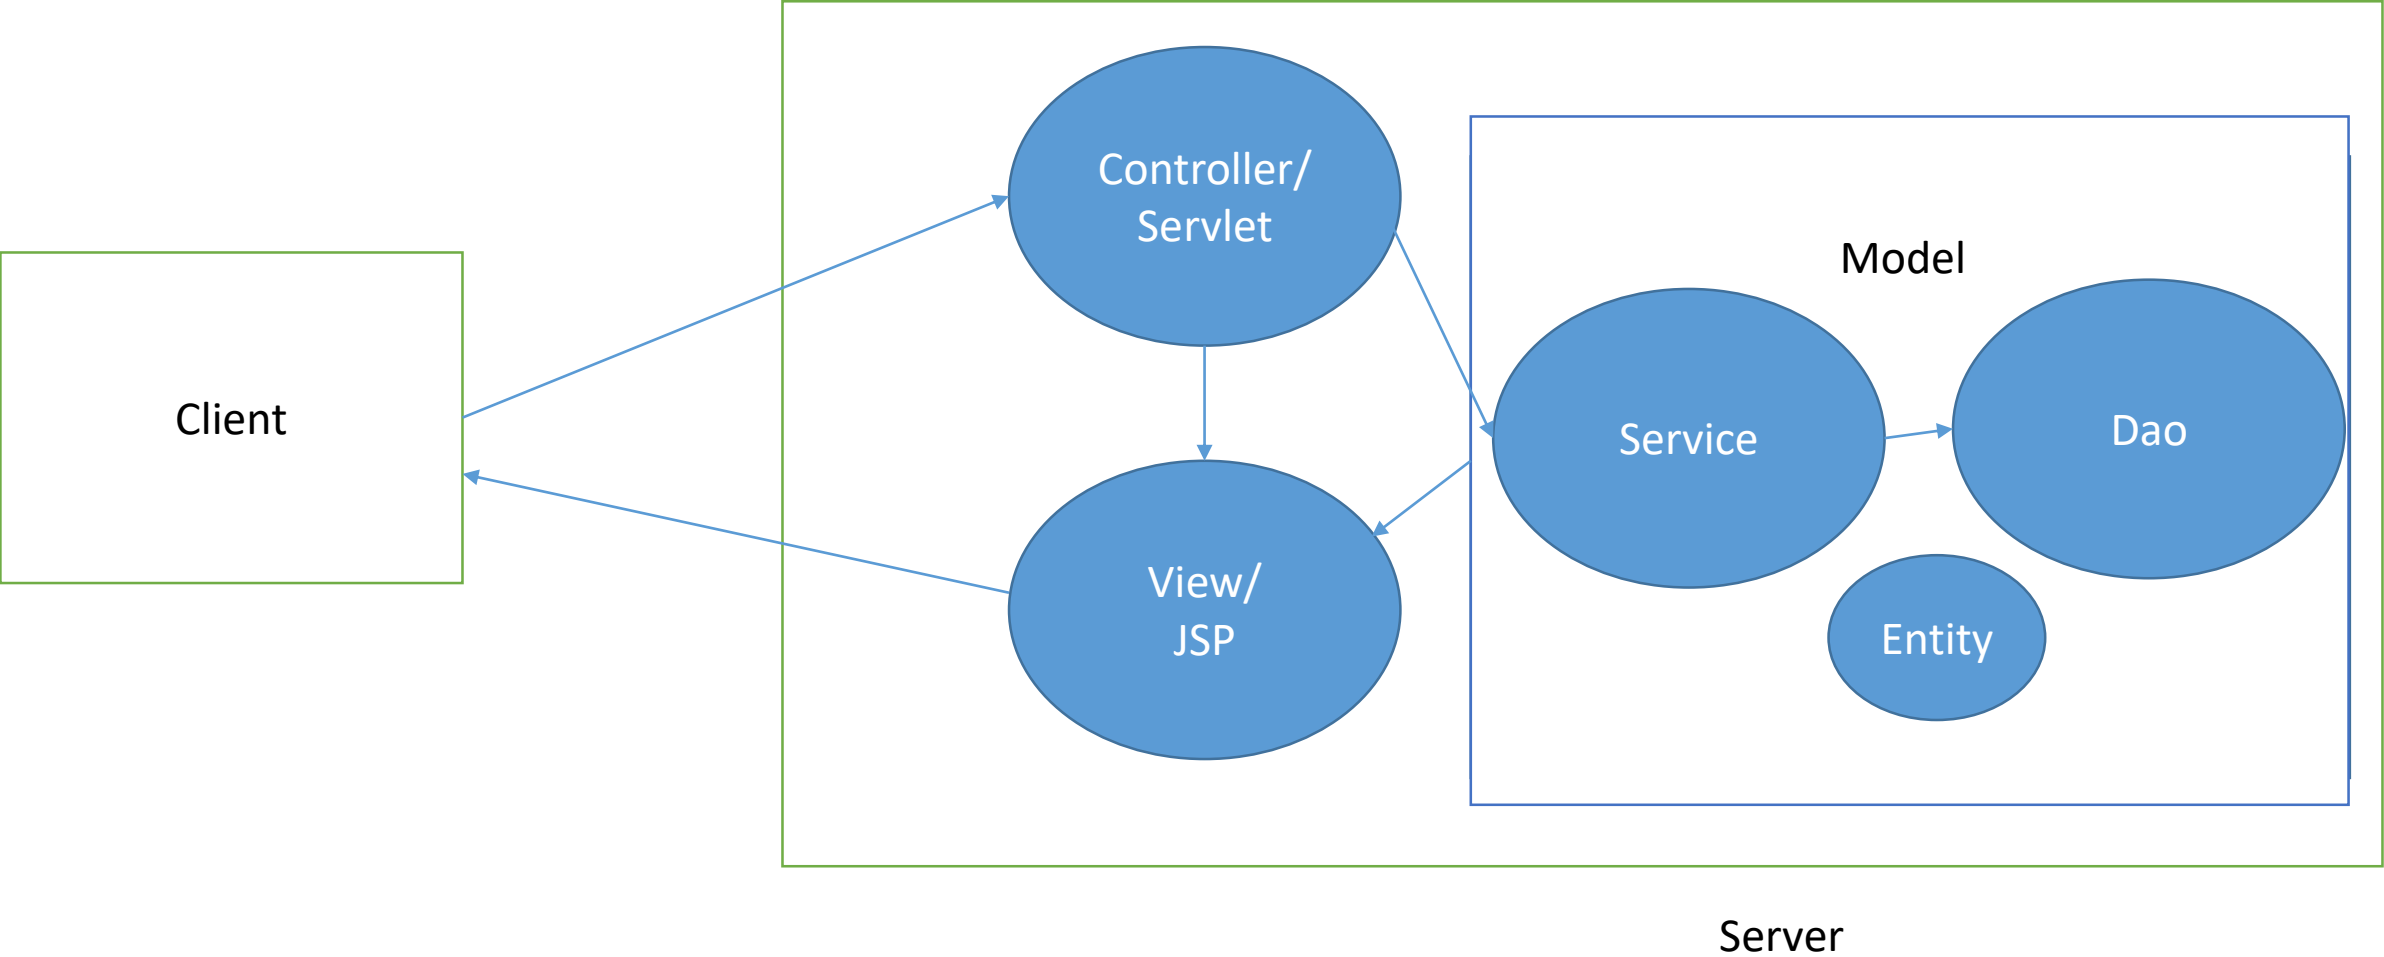 Client
Controller/
Servlet
View/
JSP
Model
Service
Dao
Entity
Server